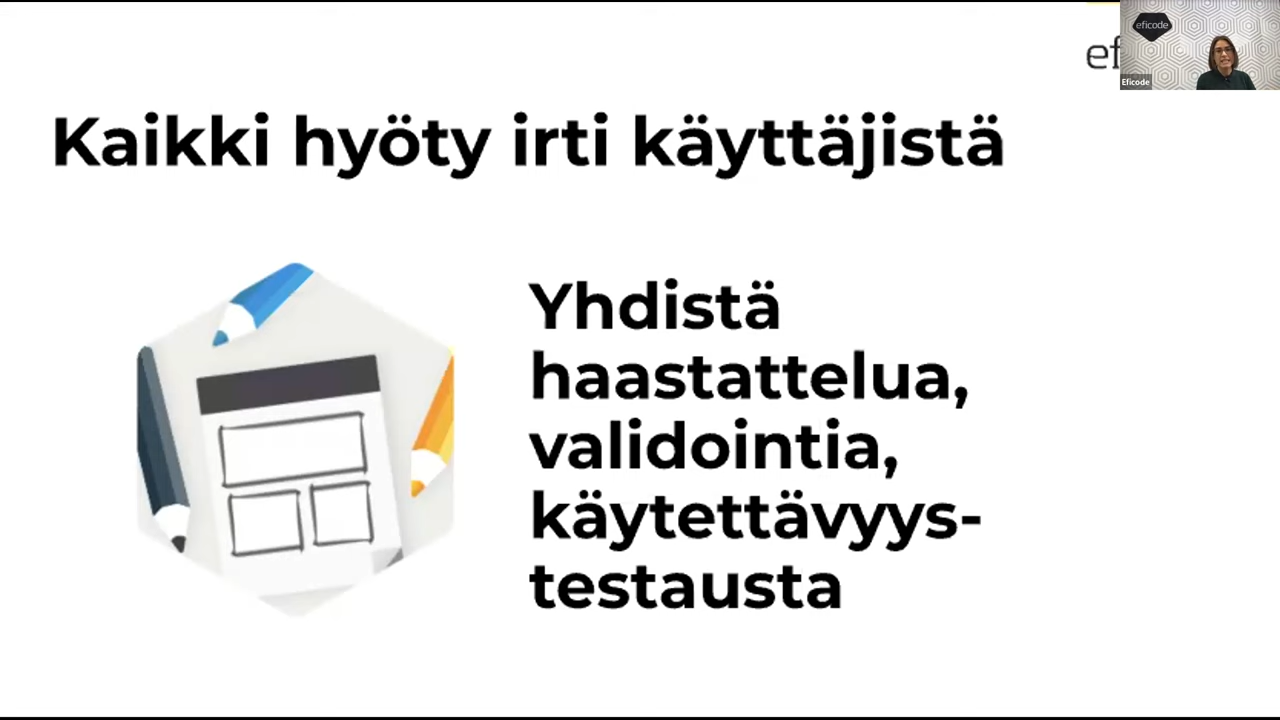 eficode
Eficode
Kaikki hyöty irti käyttäjistä
Yhdistä
haastattelua,
validointia,
käytettävyys-
testausta